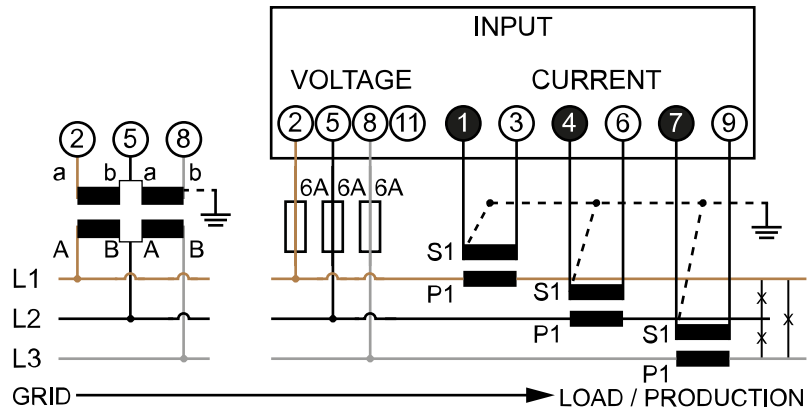 INPUT
VOLTAGE CURRENT
2 5 8 2 5 8 11 1 3 4 6 7 9
a b a b
6A 6A 6A
A B A B
S1
L1
P1 S1
L2
P1 S1
L3
P1
GRID LOAD / PRODUCTION